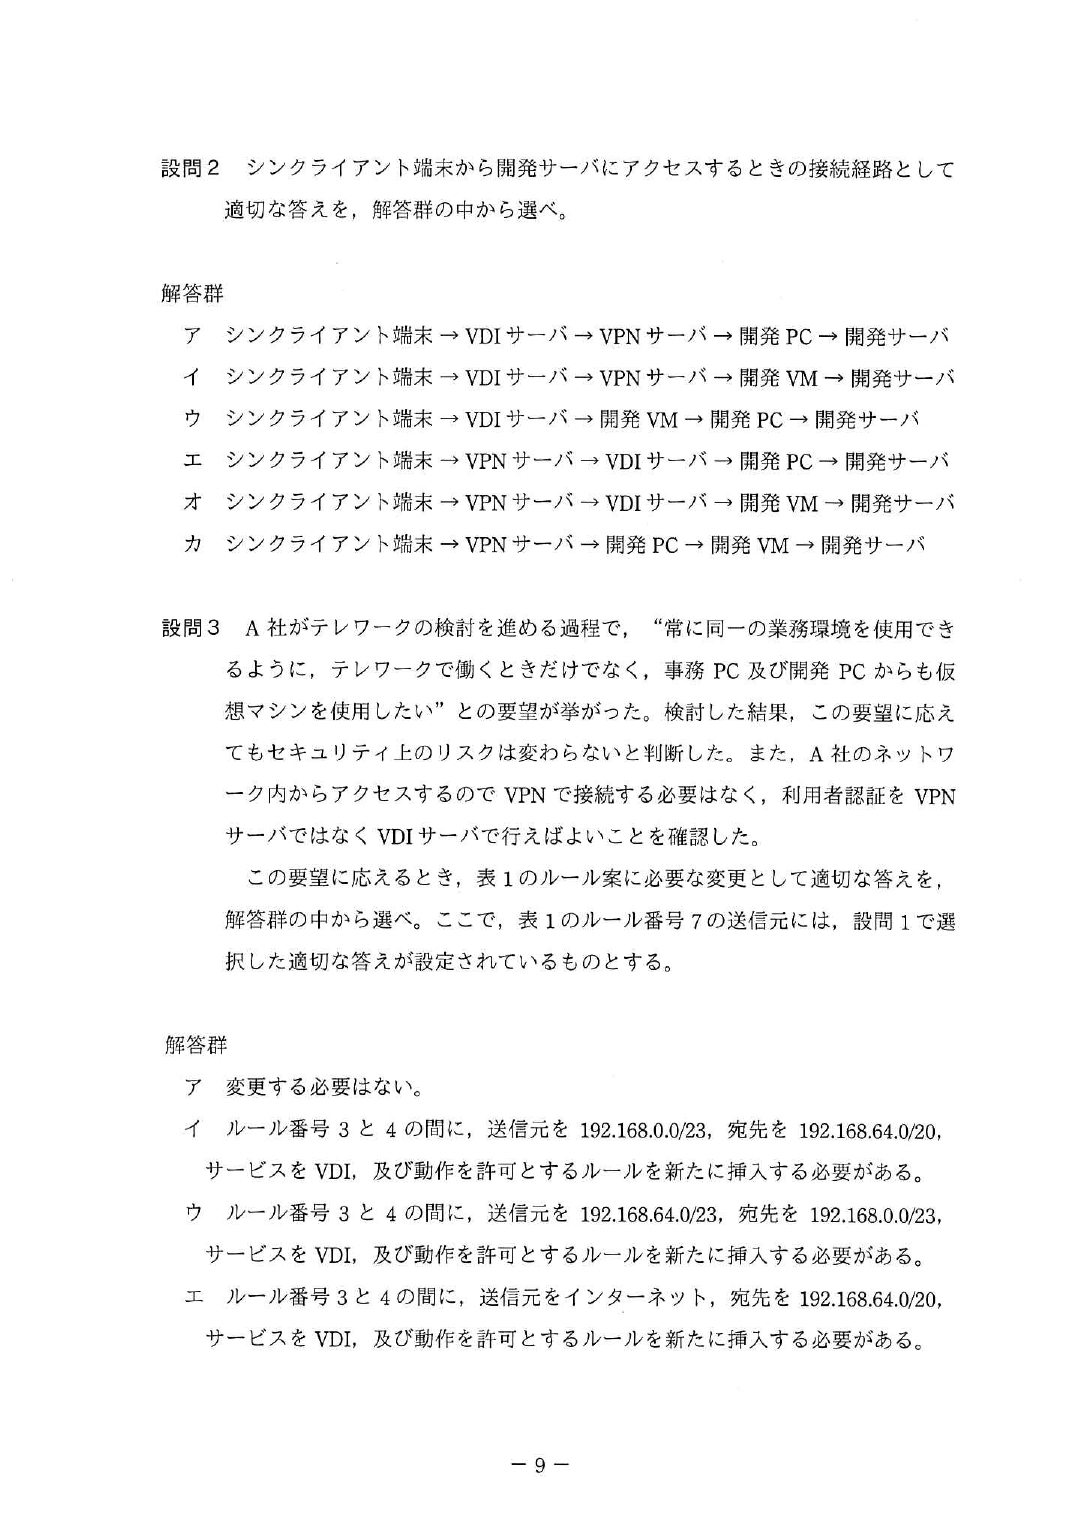 設問2 シンクライアント端末から開発サーバにアクセスするときの接続経路として
適切な答えを，解答群の中から選べ。
解答群
ア シンクライアント端末 → VDI サーバ → VPN サーバ → 開発 PC → 開発サーバ
イ シンクライアント端末 → VDI サーバ → VPN サーバ → 開発 VM → 開発サーバ
ウ シンクライアント端末 → VDI サーバ → 開発 VM → 開発 PC → 開発サーバ
エ シンクライアント端末 → VPN サーバ → VDI サーバ → 開発 PC → 開発サーバ
オ シンクライアント端末 → VPN サーバ → VDI サーバ → 開発 VM → 開発サーバ
カ シンクライアント端末 → VPN サーバ → 開発 PC → 開発 VM → 開発サーバ
設問3 A 社がテレワークの検討を進める過程で，“常に同一の業務環境を使用でき
るように，テレワークで働くときだけでなく，事務 PC 及び開発 PC からも仮
想マシンを使用したい”との要望が挙がった。検討した結果，この要望に応え
てもセキュリティ上のリスクは変わらないと判断した。また，A 社のネットワ
ーク内からアクセスするので VPN で接続する必要はなく，利用者認証を VPN
サーバではなく VDI サーバで行えばよいことを確認した。
この要望に応えるとき，表 1 のルール案に必要な変更として適切な答えを，
解答群の中から選べ。ここで，表 1 のルール番号 7 の送信元には，設問 1 で選
択した適切な答えが設定されているものとする。
解答群
ア 変更する必要はない。
イ ルール番号 3 と 4 の間に，送信元を 192.168.0.0/23，宛先を 192.168.64.0/20，
サービスを VDI，及び動作を許可とするルールを新たに挿入する必要がある。
ウ ルール番号 3 と 4 の間に，送信元を 192.168.64.0/23，宛先を 192.168.0.0/23，
サービスを VDI，及び動作を許可とするルールを新たに挿入する必要がある。
エ ルール番号 3 と 4 の間に，送信元をインターネット，宛先を 192.168.64.0/20，
サービスを VDI，及び動作を許可とするルールを新たに挿入する必要がある。
－ 9 －